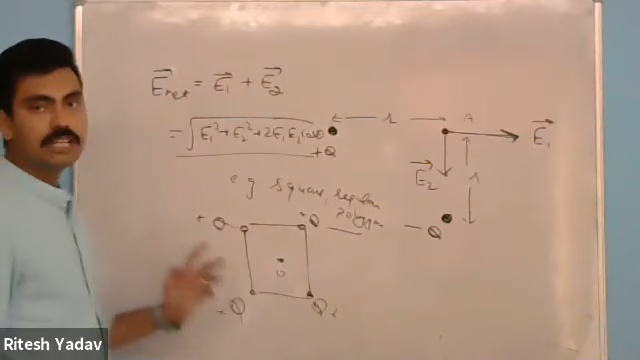 E⃗net = E⃗1 + E⃗2
= √E1² + E2² + 2E1E2 cosθ
+Q
r
A
E⃗1
E⃗2
r
- Q
e.g square, regular
polygon
+ Q
- Q
O
- Q
Q +
Ritesh Yadav